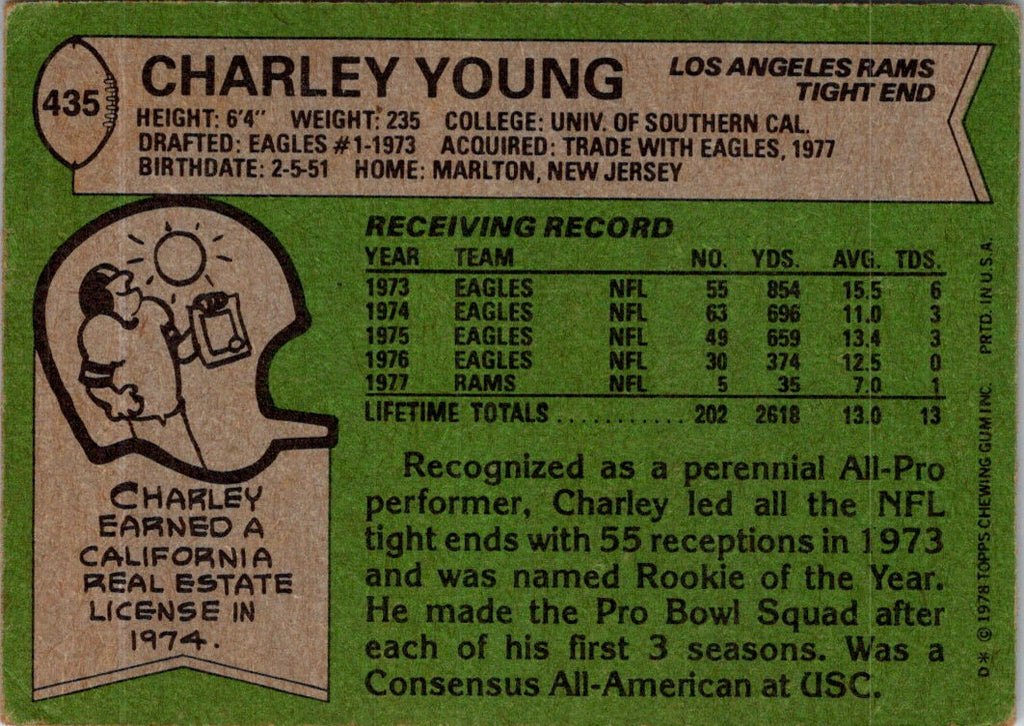 435
CHARLEY YOUNG
LOS ANGELES RAMS
TIGHT END
HEIGHT: 6'4" WEIGHT: 235 COLLEGE: UNIV. OF SOUTHERN CAL.
DRAFTED: EAGLES #1-1973 ACQUIRED: TRADE WITH EAGLES, 1977
BIRTHDATE: 2-5-51 HOME: MARLTON, NEW JERSEY
RECEIVING RECORD
YEAR TEAM NO. YDS. AVG. TDS.
1973 EAGLES NFL 55 854 15.5 6
1974 EAGLES NFL 63 696 11.0 3
1975 EAGLES NFL 49 659 13.4 3
1976 EAGLES NFL 30 374 12.5 0
1977 RAMS NFL 5 35 7.0 1
LIFETIME TOTALS ............ 202 2618 13.0 13
CHARLEY
EARNED A
CALIFORNIA
REAL ESTATE
LICENSE IN
1974.
Recognized as a perennial All-Pro
performer, Charley led all the NFL
tight ends with 55 receptions in 1973
and was named Rookie of the Year.
He made the Pro Bowl Squad after
each of his first 3 seasons. Was a
Consensus All-American at USC.
D* © 1978 TOPPS CHEWING GUM INC. PRTD. IN U.S.A.